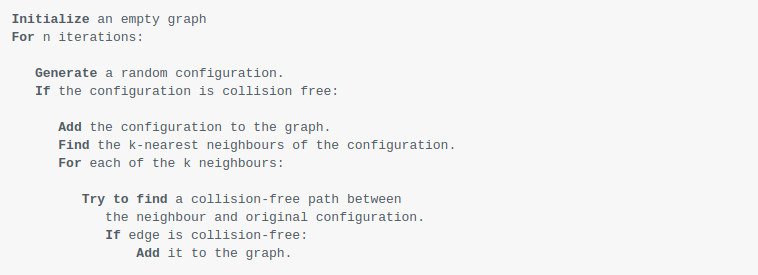 Initialize an empty graph
For n iterations:
Generate a random configuration.
If the configuration is collision free:
Add the configuration to the graph.
Find the k-nearest neighbours of the configuration.
For each of the k neighbours:
Try to find a collision-free path between
the neighbour and original configuration.
If edge is collision-free:
Add it to the graph.